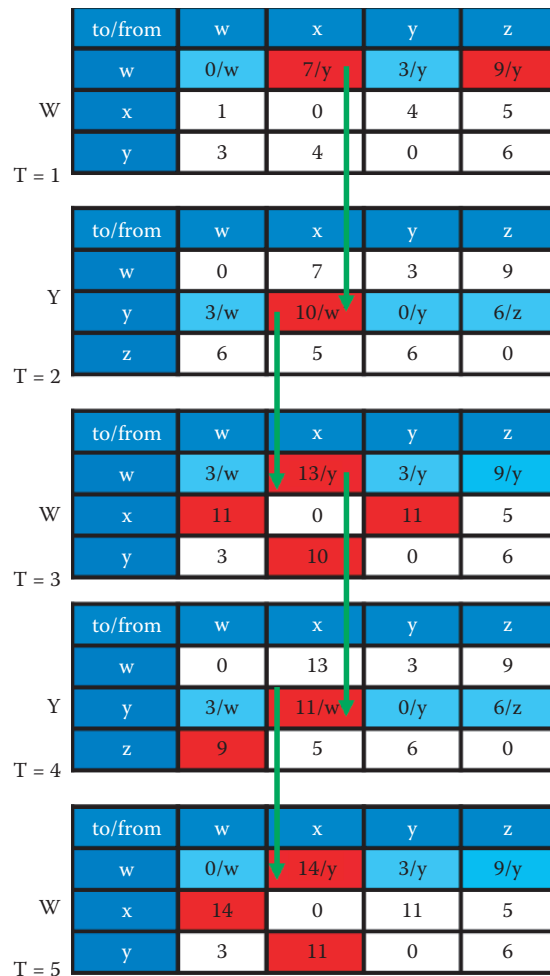 to/from w x y z
w 0/w 7/y 3/y 9/y
W x 1 0 4 5
y 3 4 0 6
T = 1
to/from w x y z
w 0 7 3 9
Y y 3/w 10/w 0/y 6/z
z 6 5 6 0
T = 2
to/from w x y z
w 3/w 13/y 3/y 9/y
W x 11 0 11 5
y 3 10 0 6
T = 3
to/from w x y z
w 0 13 3 9
Y y 3/w 11/w 0/y 6/z
z 9 5 6 0
T = 4
to/from w x y z
w 0/w 14/y 3/y 9/y
W x 14 0 11 5
y 3 11 0 6
T = 5